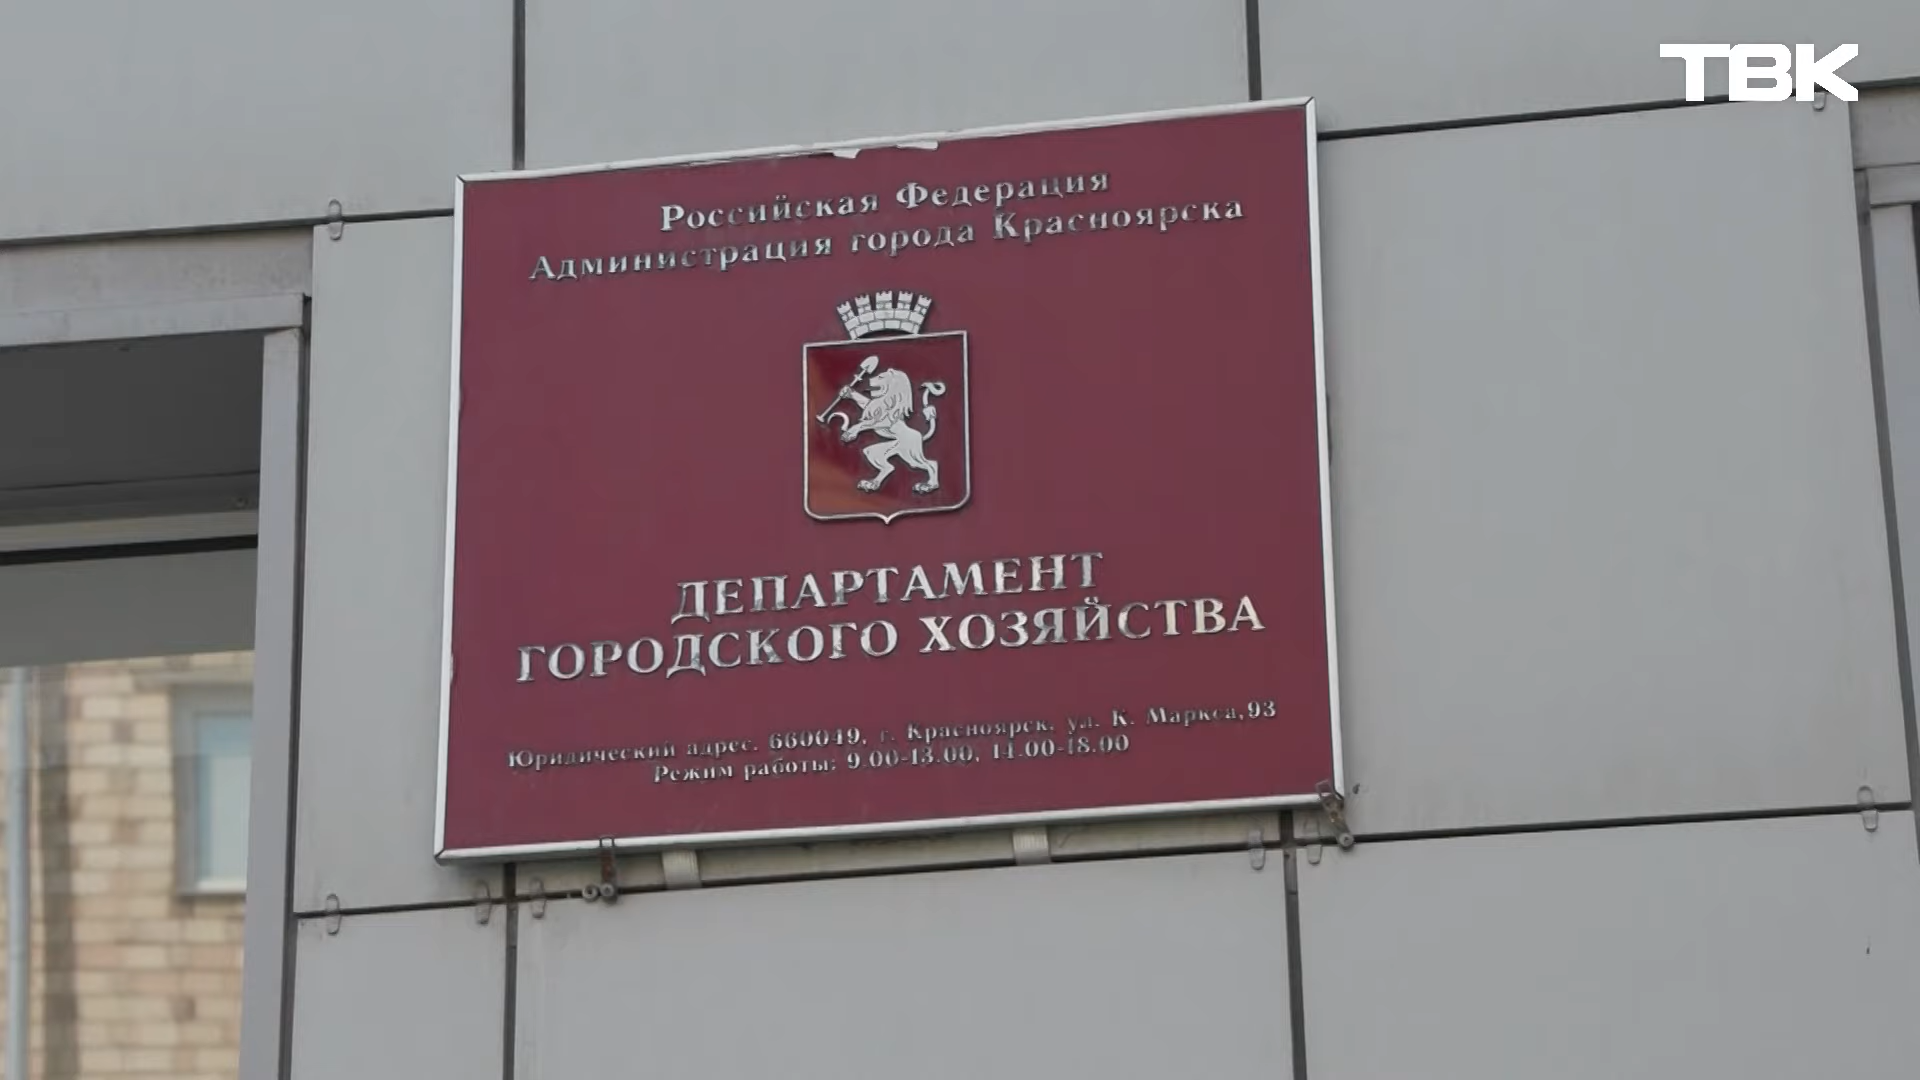 ТВК
Российская Федерация
Администрация города Красноярска
ДЕПАРТАМЕНТ
ГОРОДСКОГО ХОЗЯЙСТВА
Юридический адрес. 660049, г. Красноярск, ул. К. Маркса,93
Режим работы: 9.00-13.00, 14.00-18.00